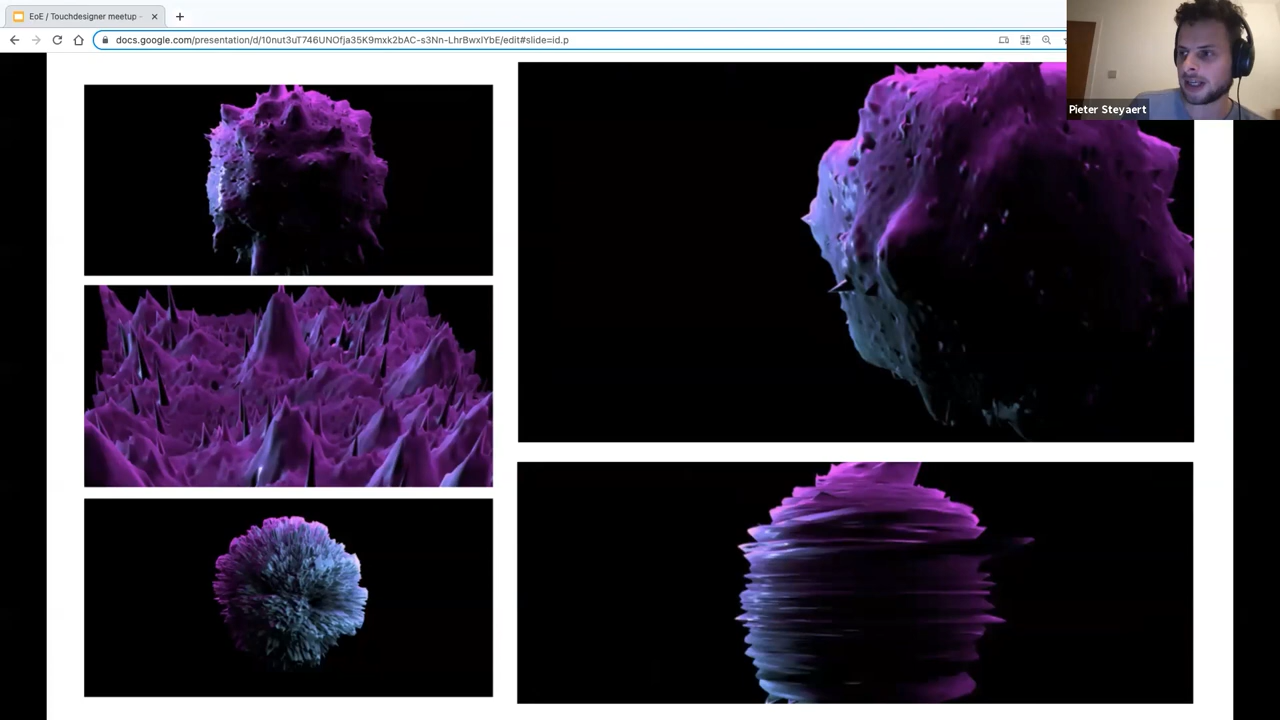 EoE / Touchdesigner meetup -
docs.google.com/presentation/d/10nut3uT746UNOfja35K9mxk2bAC-s3Nn-LhrBwxlYbE/edit#slide=id.p
Pieter Steyaert